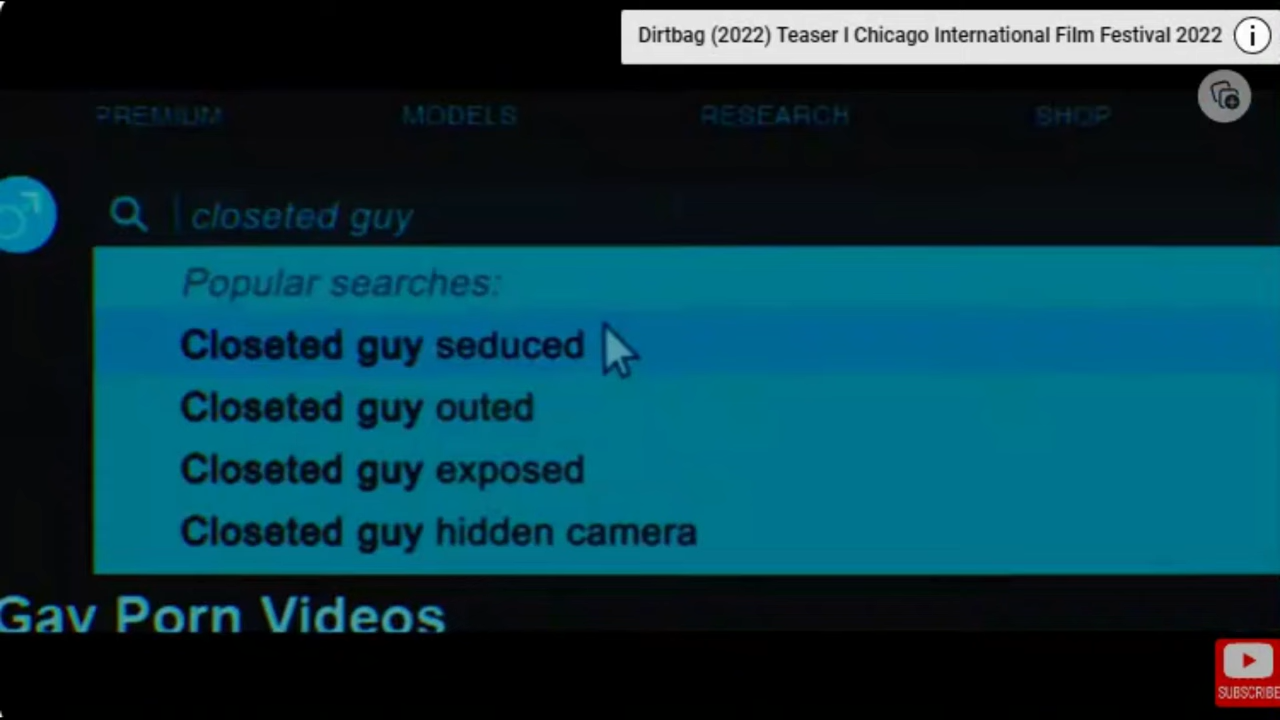 Dirtbag (2022) Teaser I Chicago International Film Festival 2022
PREMIUM MODELS RESEARCH SHOP
closeted guy
Popular searches:
Closeted guy seduced
Closeted guy outed
Closeted guy exposed
Closeted guy hidden camera
Gay Porn Videos
SUBSCRIBE